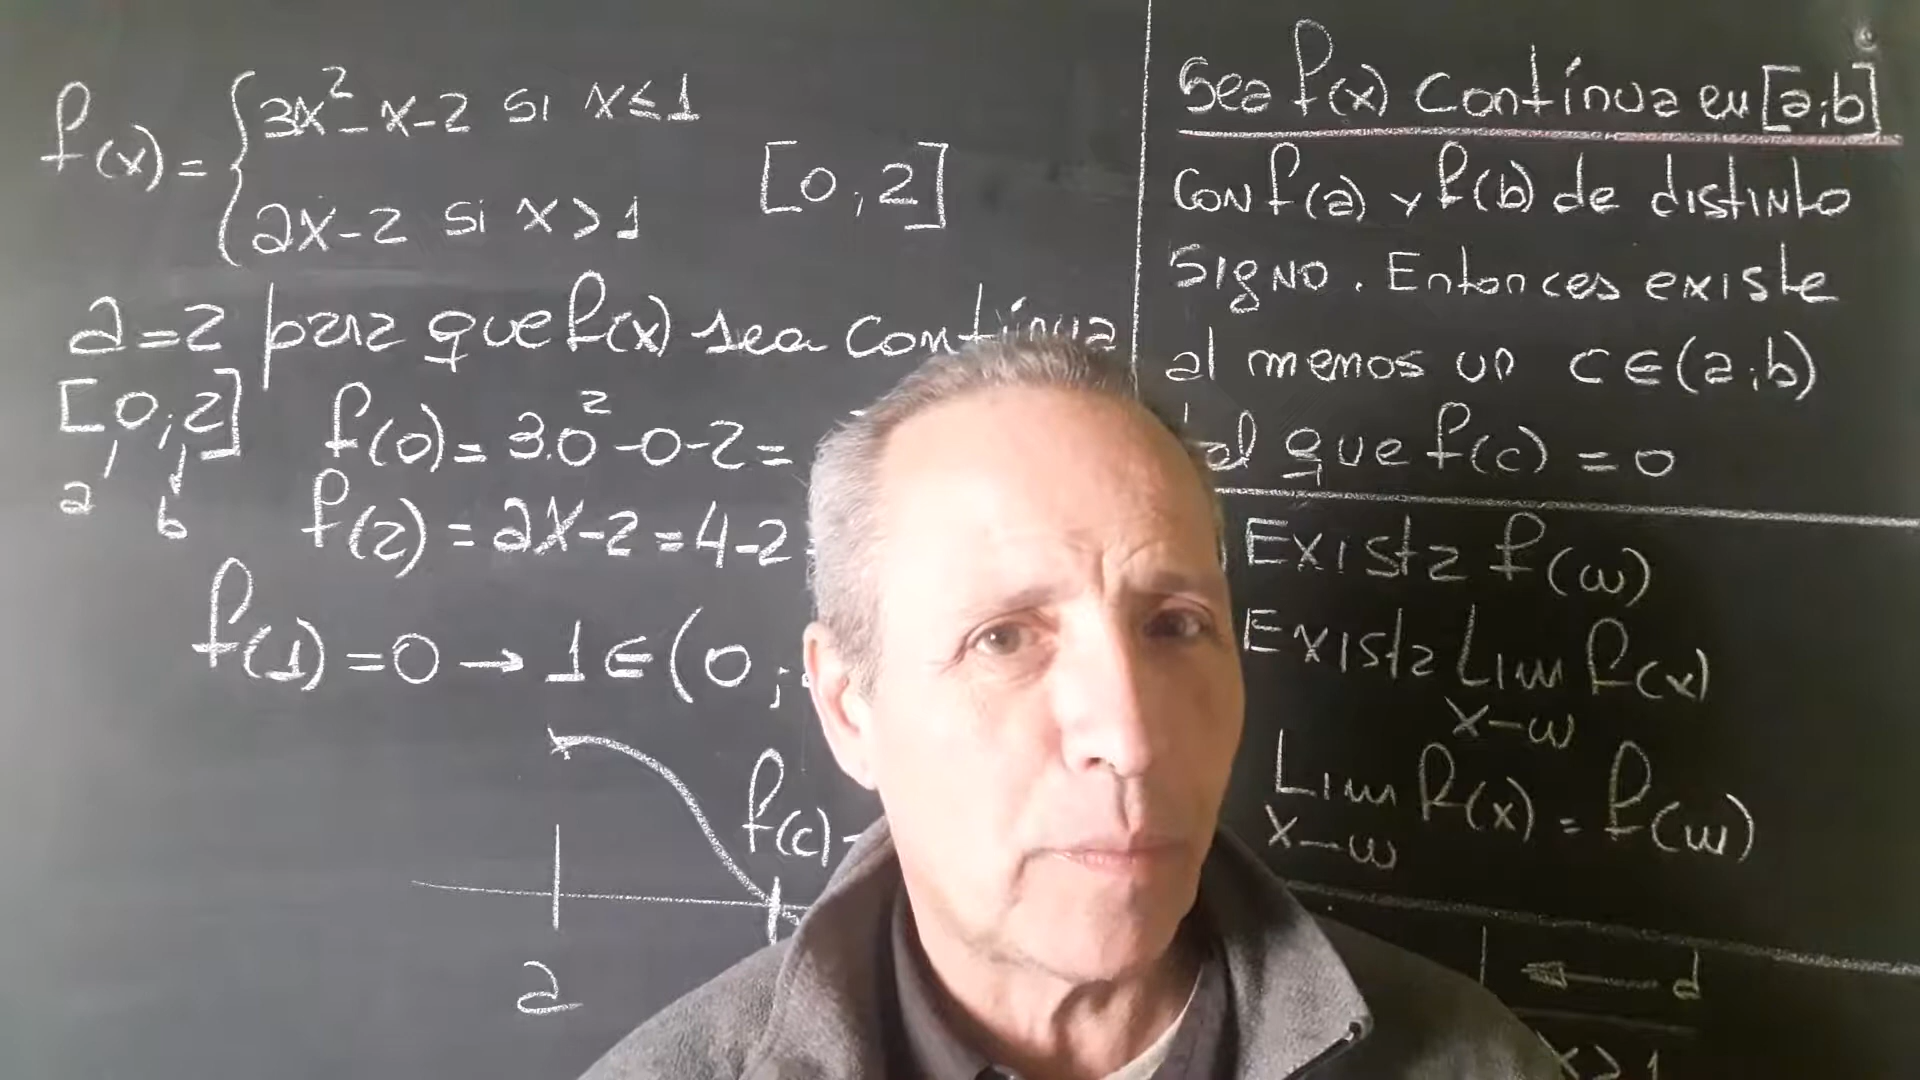 f(x) = { 3x² - x - 2 si x ≤ 1
2x - 2 si x > 1
[0 ; 2]
a = 2 para que f(x) sea continua
[0 ; 2]
a b
f(0) = 3.0² - 0 - 2 =
f(2) = 2x - 2 = 4 - 2
f(1) = 0 → 1 ∈ (0 ;
f(c)
a
Sea f(x) Continua en [a;b]
Con f(a) y f(b) de distinto
signo. Entonces existe
al menos un c ∈ (a;b)
tal que f(c) = 0
Exista f(w)
Exista Lim f(x)
x→w
Lim f(x) = f(w)
x→w
x > 1